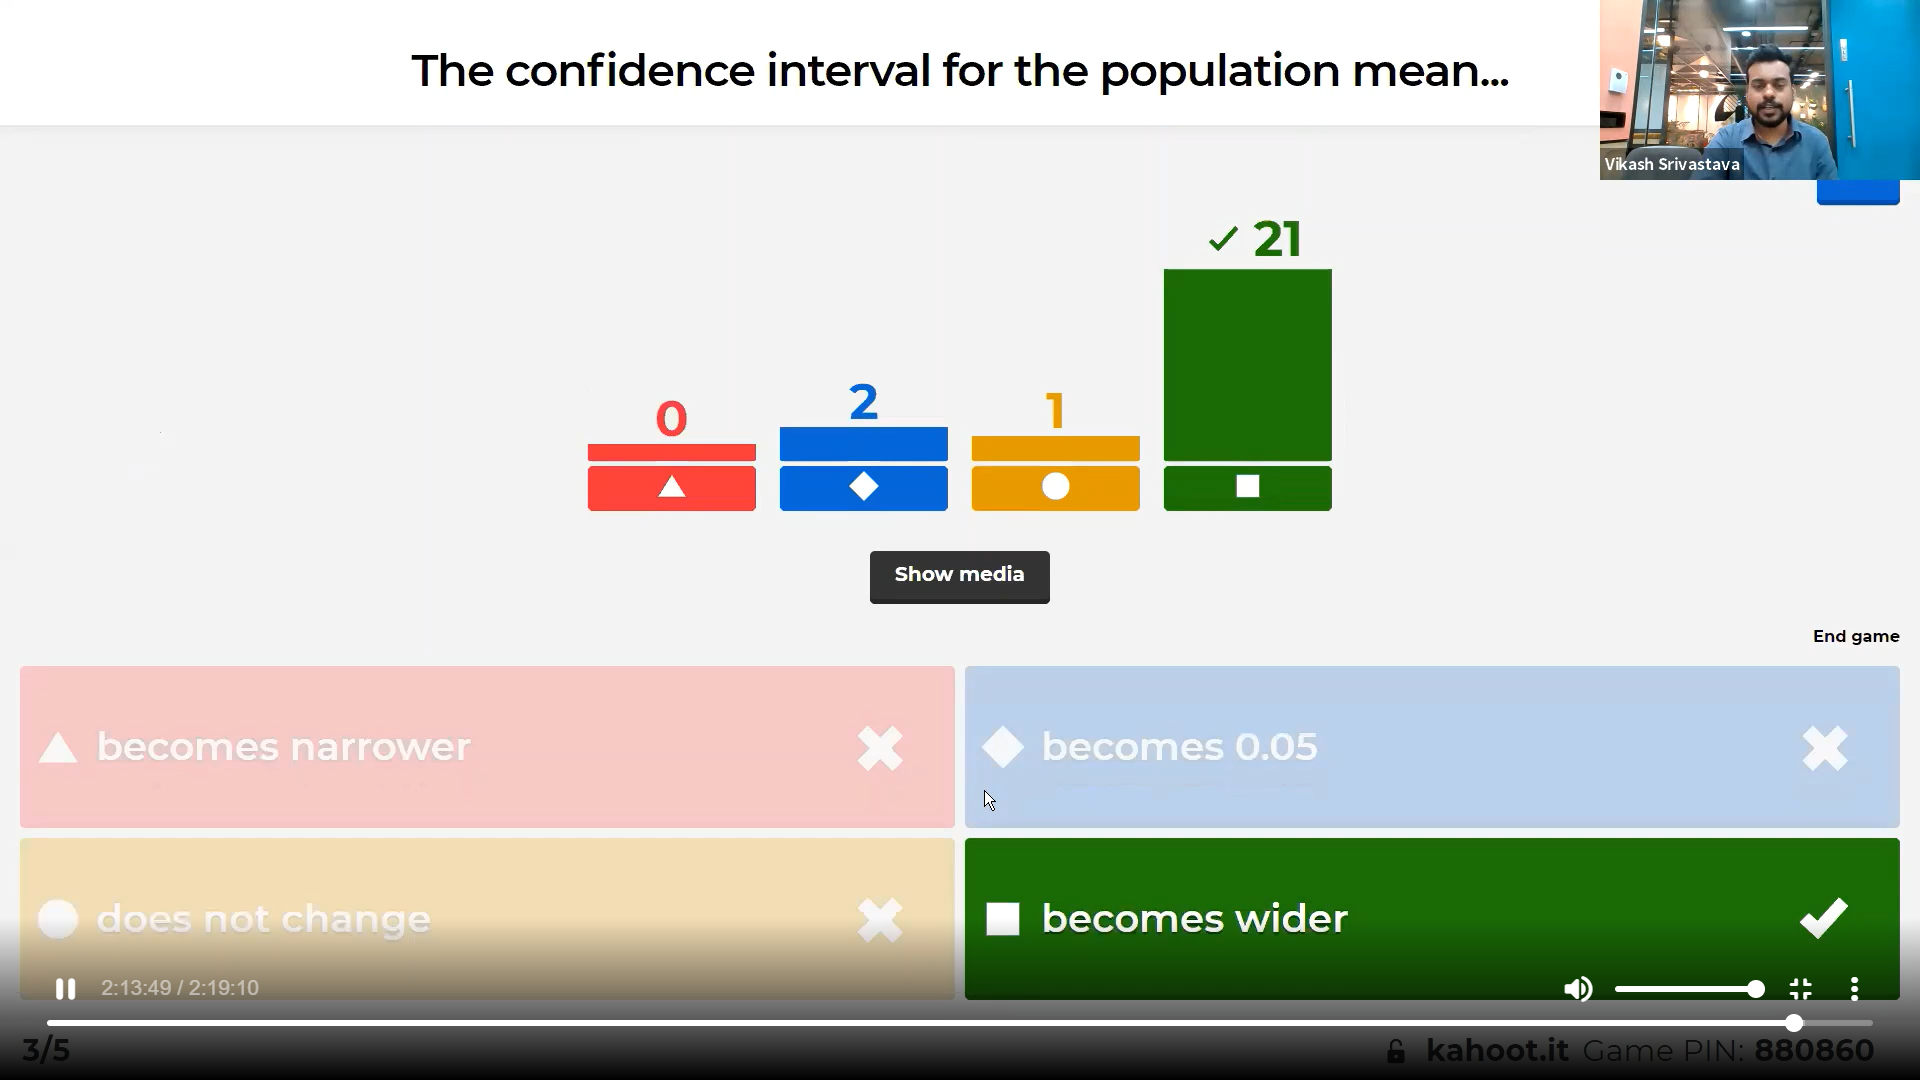 The confidence interval for the population mean...
Vikash Srivastava
0
2
1
21
Show media
End game
becomes narrower
becomes 0.05
does not change
becomes wider
2:13:49 / 2:19:10
3/5
kahoot.it Game PIN: 880860